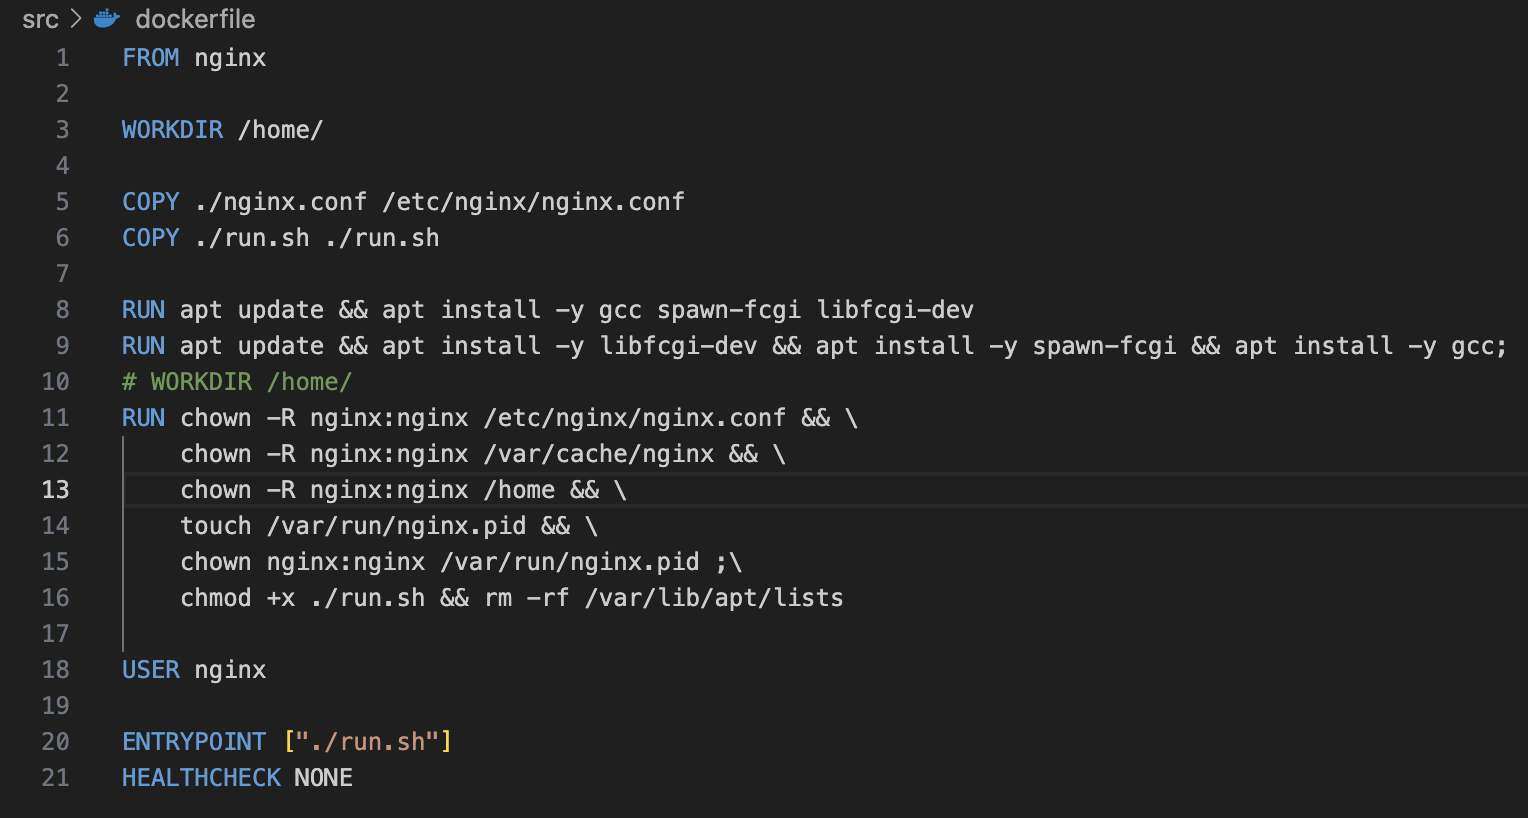 src > dockerfile
1 FROM nginx
2
3 WORKDIR /home/
4
5 COPY ./nginx.conf /etc/nginx/nginx.conf
6 COPY ./run.sh ./run.sh
7
8 RUN apt update && apt install -y gcc spawn-fcgi libfcgi-dev
9 RUN apt update && apt install -y libfcgi-dev && apt install -y spawn-fcgi && apt install -y gcc;
10 # WORKDIR /home/
11 RUN chown -R nginx:nginx /etc/nginx/nginx.conf && \
12     chown -R nginx:nginx /var/cache/nginx && \
13     chown -R nginx:nginx /home && \
14     touch /var/run/nginx.pid && \
15     chown nginx:nginx /var/run/nginx.pid ;\
16     chmod +x ./run.sh && rm -rf /var/lib/apt/lists
17
18 USER nginx
19
20 ENTRYPOINT ["./run.sh"]
21 HEALTHCHECK NONE